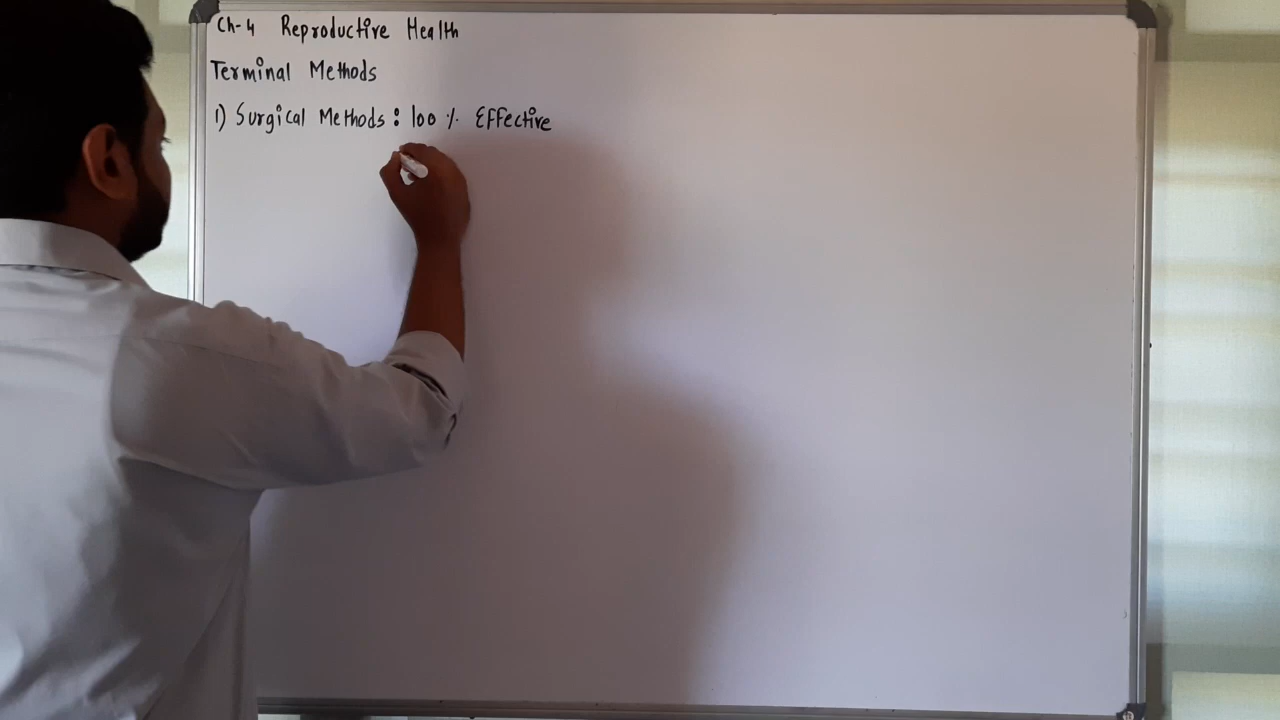 Ch-4 Reproductive Health
Terminal Methods
1) Surgical Methods: 100 % Effective